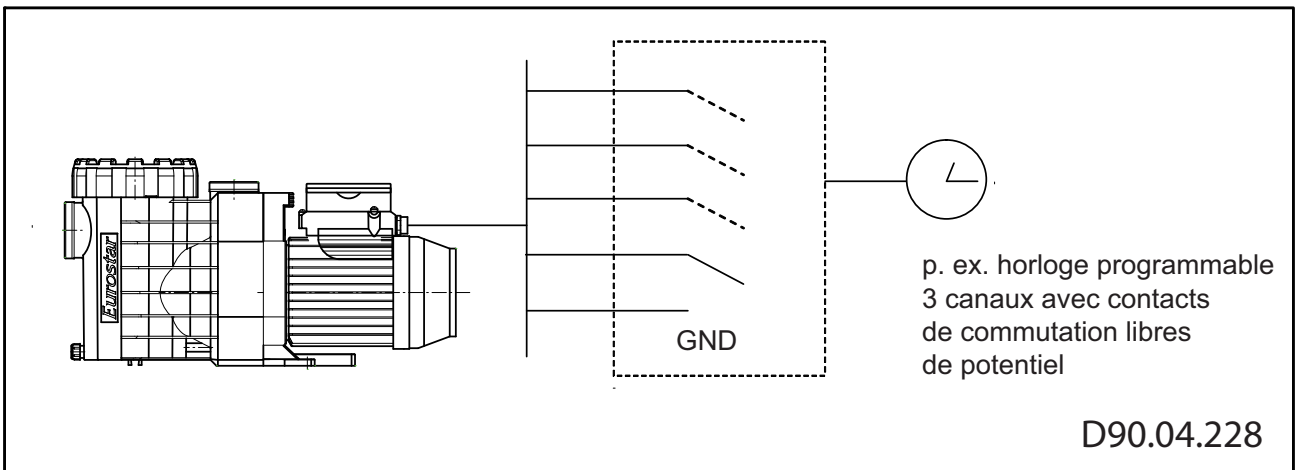 Eurostar
GND
p. ex. horloge programmable
3 canaux avec contacts
de commutation libres
de potentiel
D90.04.228